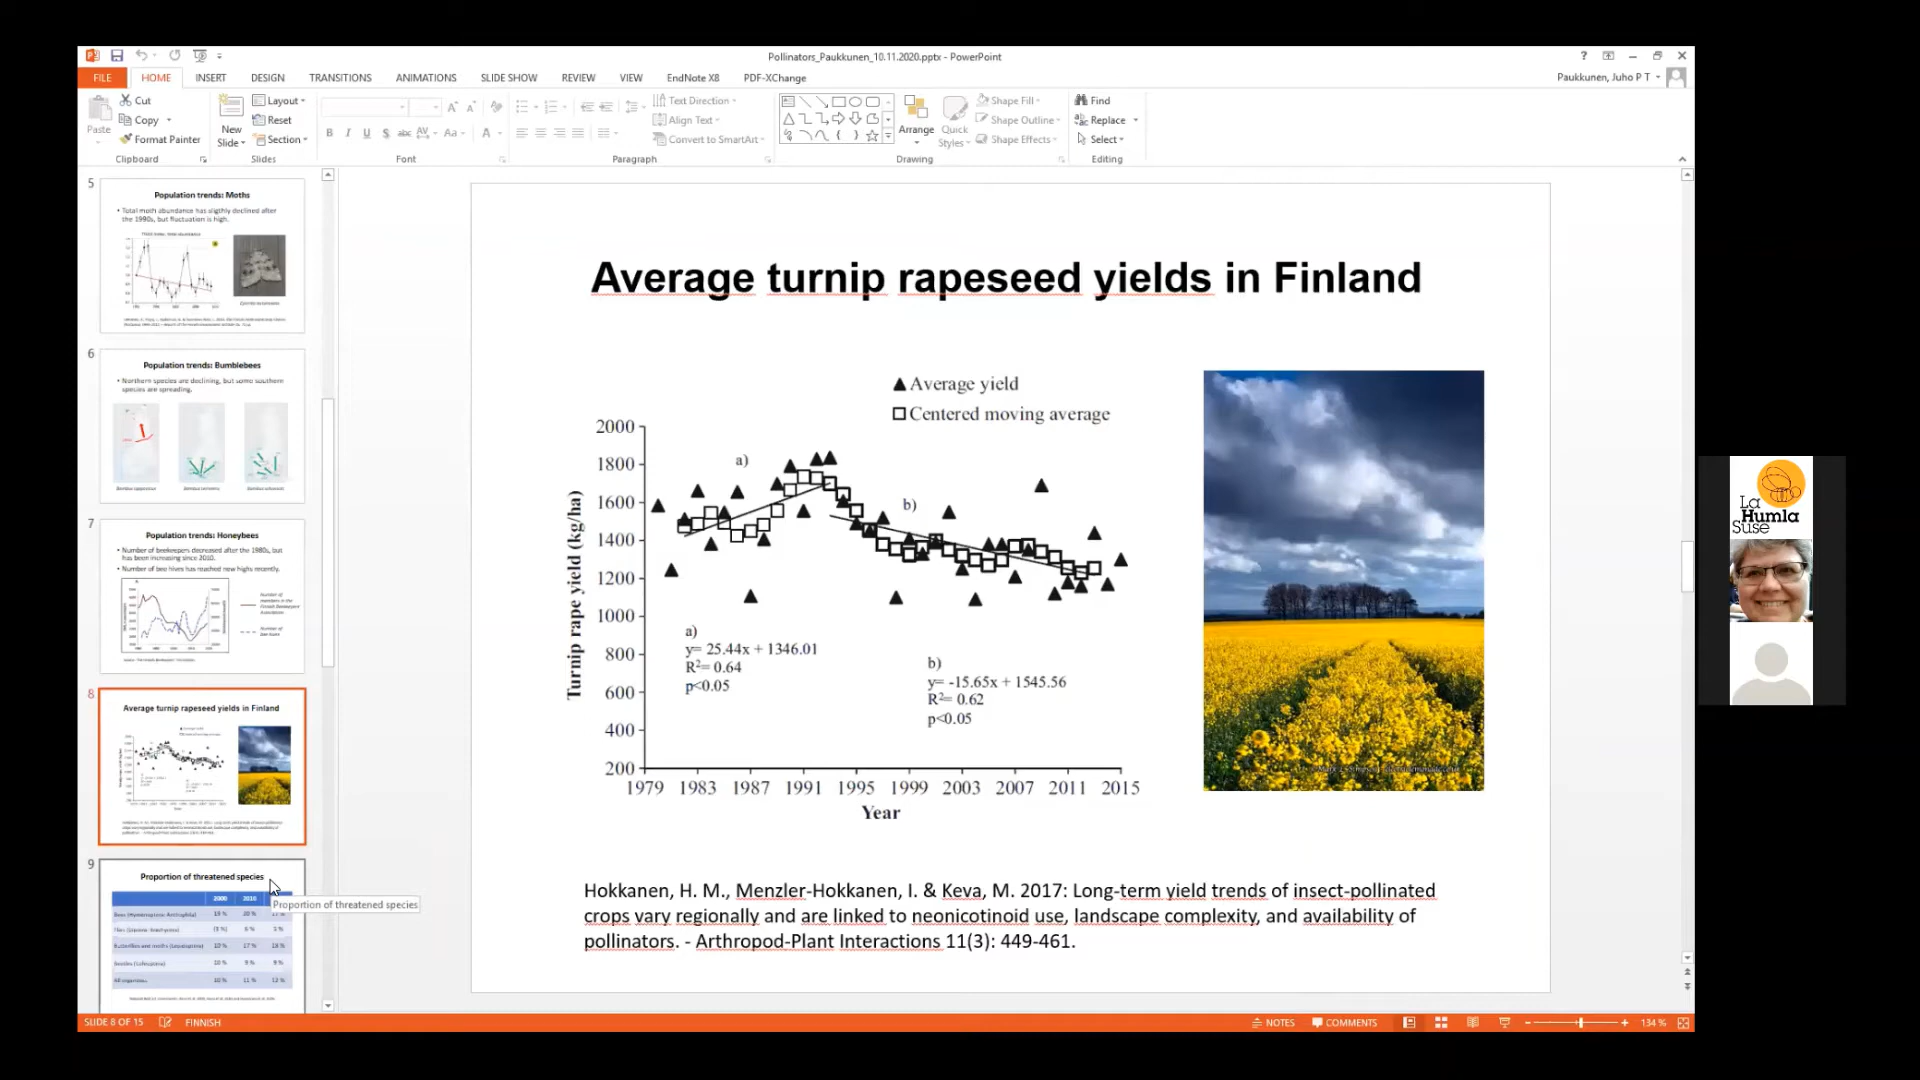 Pollinators_Paukkunen_10.11.2020.pptx - PowerPoint
FILE HOME INSERT DESIGN TRANSITIONS ANIMATIONS SLIDE SHOW REVIEW VIEW EndNote X8 PDF-XChange
Paukkunen, Juho P T
Paste
Cut
Copy
Format Painter
Clipboard
New
Slide
Layout
Reset
Section
Slides
Font
Text Direction
Align Text
Convert to SmartArt
Paragraph
Arrange
Quick
Styles
Shape Fill
Shape Outline
Shape Effects
Drawing
Find
Replace
Select
Editing
5
Population trends: Moths
• Total moth abundance has sligthly declined after
the 1990s, but fluctuation is high.
6
Population trends: Bumblebees
• Northern species are declining, but some southern
species are spreading.
7
Population trends: Honeybees
• Number of beekeepers decreased after the 1980s, but
has been increasing since 2010.
• Number of bee hives has reached new highs recently.
8
Average turnip rapeseed yields in Finland
9
Proportion of threatened species
2000 2010
Proportion of threatened species
Average turnip rapeseed yields in Finland
Average yield
Centered moving average
Turnip rape yield (kg/ha)
2000
1800
1600
1400
1200
1000
800
600
400
200
a)
b)
a)
y= 25.44x + 1346.01
R²= 0.64
p<0.05
b)
y= -15.65x + 1545.56
R²= 0.62
p<0.05
1979 1983 1987 1991 1995 1999 2003 2007 2011 2015
Year
Hokkanen, H. M., Menzler-Hokkanen, I. & Keva, M. 2017: Long-term yield trends of insect-pollinated
crops vary regionally and are linked to neonicotinoid use, landscape complexity, and availability of
pollinators. - Arthropod-Plant Interactions 11(3): 449-461.
La
Humla
Suse
SLIDE 8 OF 15 FINNISH
NOTES COMMENTS 134 %